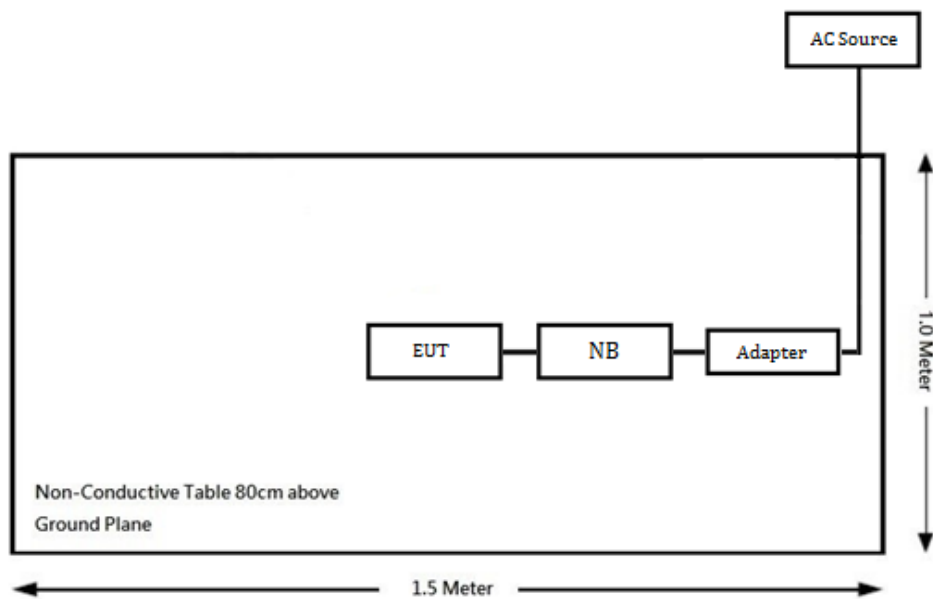 AC Source
EUT
NB
Adapter
1.0 Meter
Non-Conductive Table 80cm above
Ground Plane
1.5 Meter